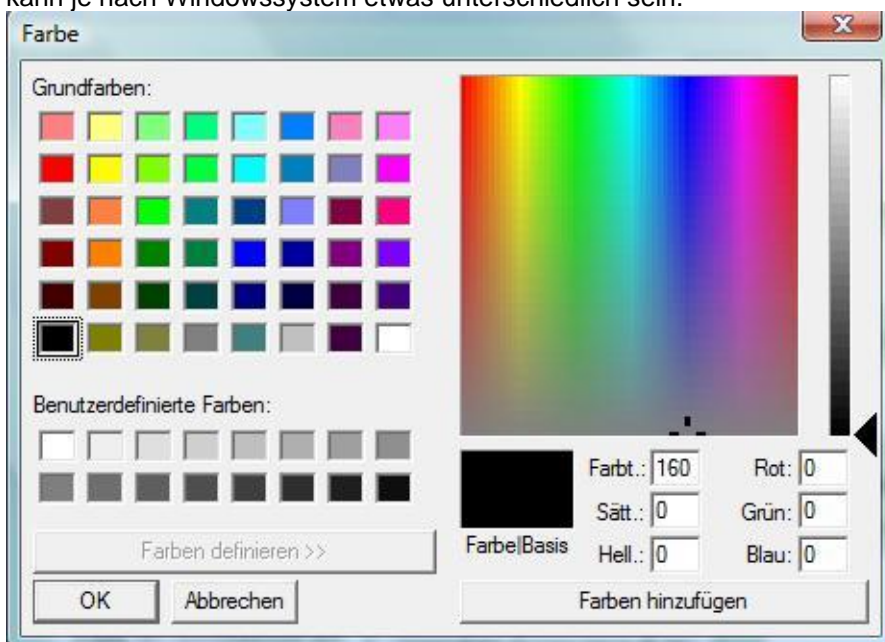 kann je nach Windowssystem etwas unterschiedlich sein.
Farbe
Grundfarben:
Benutzerdefinierte Farben:
Farben definieren >>
OK Abbrechen
Farbe|Basis
Farbt.: 160 Rot: 0
Sätt.: 0 Grün: 0
Hell.: 0 Blau: 0
Farben hinzufügen